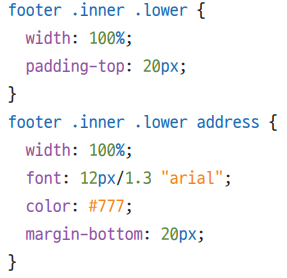 footer .inner .lower {
  width: 100%;
  padding-top: 20px;
}
footer .inner .lower address {
  width: 100%;
  font: 12px/1.3 "arial";
  color: #777;
  margin-bottom: 20px;
}